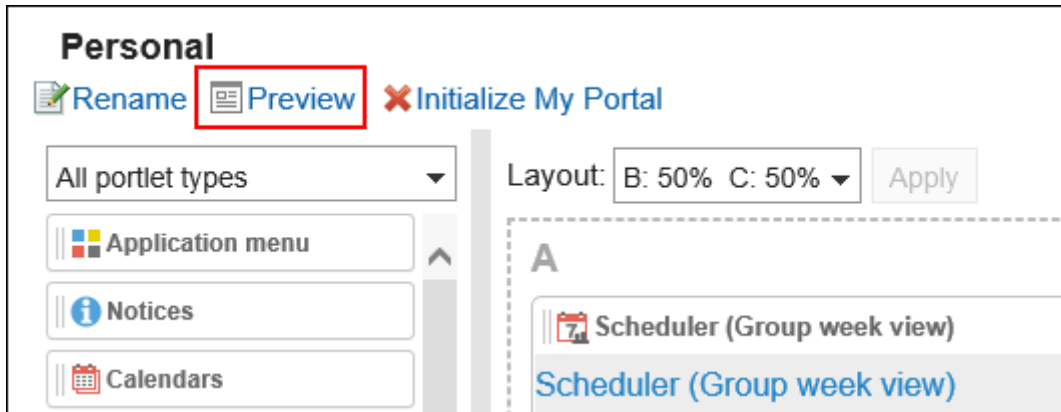 Personal
Rename Preview Initialize My Portal
All portlet types
Layout: B: 50% C: 50% Apply
Application menu
A
Notices
7 Scheduler (Group week view)
Calendars
Scheduler (Group week view)